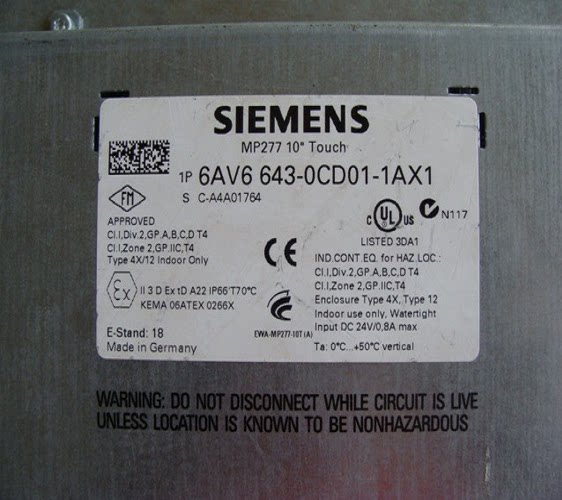 SIEMENS
MP277 10" Touch
1P 6AV6 643-0CD01-1AX1
S C-A4A01764
FM
APPROVED
Cl.I,Div.2,GP.A,B,C,D T4
Cl.I,Zone 2,GP.IIC,T4
Type 4X/12 Indoor Only
Ex
II 3 D Ex tD A22 IP66 T70°C
KEMA 06ATEX 0266X
E-Stand: 18
Made in Germany
CE
EWA-MP277-10T (A)
C UL US
N117
LISTED 3DA1
IND.CONT.EQ. for HAZ.LOC.:
Cl.I,Div.2,GP.A,B,C,D T4
Cl.I,Zone 2,GP.IIC,T4
Enclosure Type 4X, Type 12
Indoor use only, Watertight
Input DC 24V/0,8A max
Ta: 0°C...+50°C vertical
WARNING: DO NOT DISCONNECT WHILE CIRCUIT IS LIVE
UNLESS LOCATION IS KNOWN TO BE NONHAZARDOUS